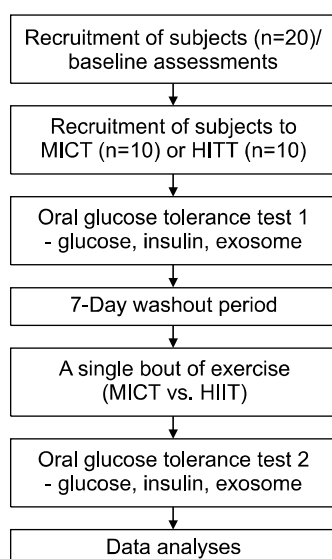 Recruitment of subjects (n=20)/
baseline assessments
Recruitment of subjects to
MICT (n=10) or HITT (n=10)
Oral glucose tolerance test 1
- glucose, insulin, exosome
7-Day washout period
A single bout of exercise
(MICT vs. HIIT)
Oral glucose tolerance test 2
- glucose, insulin, exosome
Data analyses